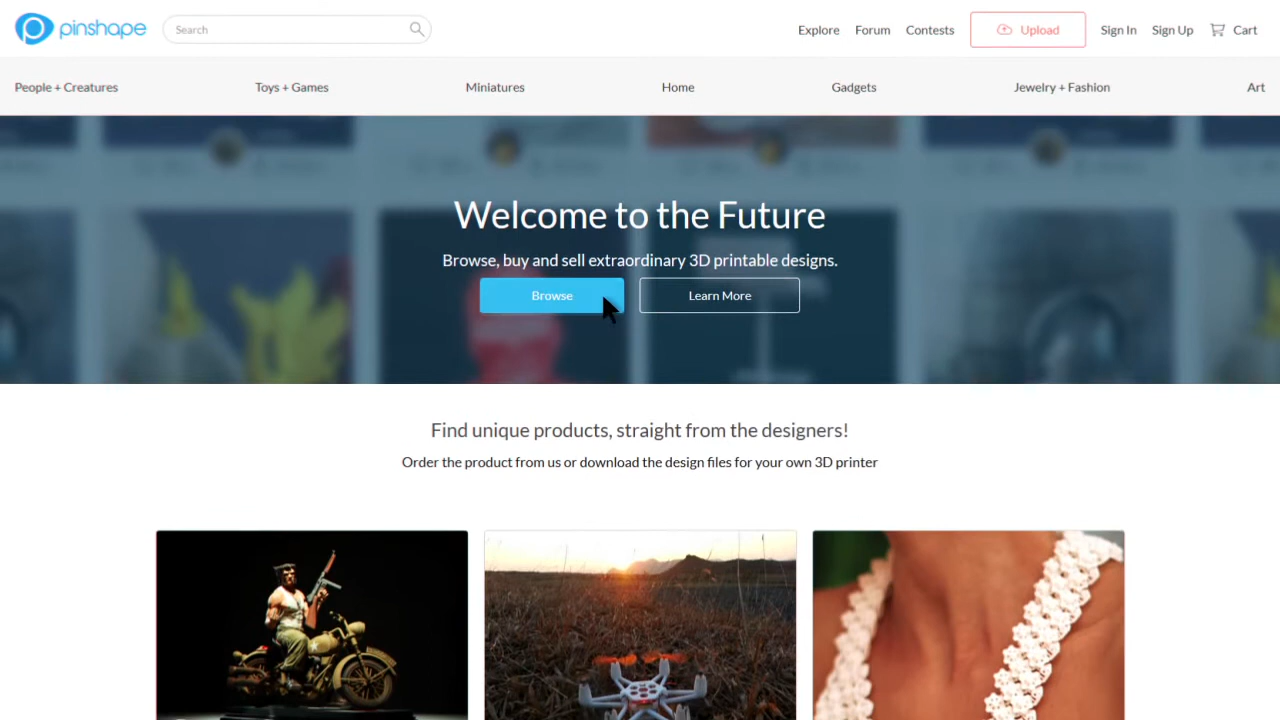 pinshape
Search
Explore
Forum
Contests
Upload
Sign In
Sign Up
Cart
People + Creatures
Toys + Games
Miniatures
Home
Gadgets
Jewelry + Fashion
Art
Welcome to the Future
Browse, buy and sell extraordinary 3D printable designs.
Browse
Learn More
Find unique products, straight from the designers!
Order the product from us or download the design files for your own 3D printer